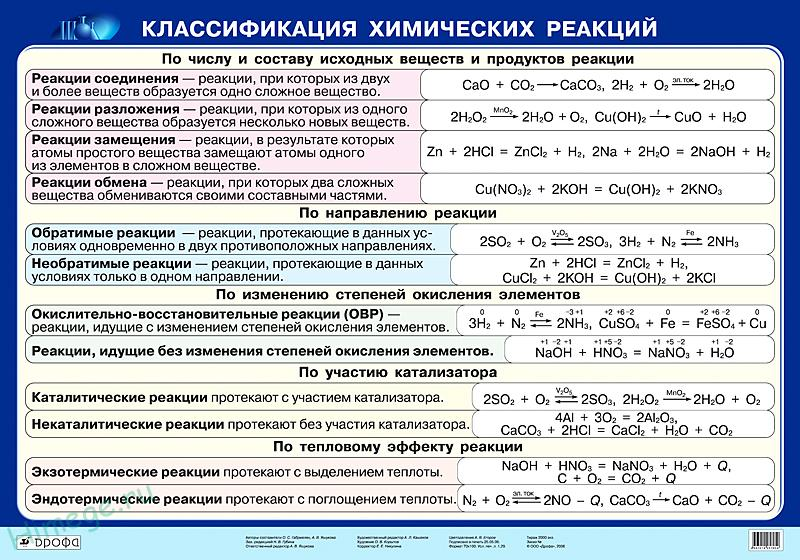 КЛАССИФИКАЦИЯ ХИМИЧЕСКИХ РЕАКЦИЙ
По числу и составу исходных веществ и продуктов реакции
Реакции соединения — реакции, при которых из двух
и более веществ образуется одно сложное вещество.
CaO + CO₂ ⟶ CaCO₃, 2H₂ + O₂ эл. ток⟶ 2H₂O
Реакции разложения — реакции, при которых из одного
сложного вещества образуется несколько новых веществ.
2H₂O₂ MnO₂⟶ 2H₂O + O₂, Cu(OH)₂ t⟶ CuO + H₂O
Реакции замещения — реакции, в результате которых
атомы простого вещества замещают атомы одного
из элементов в сложном веществе.
Zn + 2HCl = ZnCl₂ + H₂, 2Na + 2H₂O = 2NaOH + H₂
Реакции обмена — реакции, при которых два сложных
вещества обмениваются своими составными частями.
Cu(NO₃)₂ + 2KOH = Cu(OH)₂ + 2KNO₃
По направлению реакции
Обратимые реакции — реакции, протекающие в данных ус-
ловиях одновременно в двух противоположных направлениях.
2SO₂ + O₂ V₂O₅⇄ 2SO₃, 3H₂ + N₂ Fe⇄ 2NH₃
Необратимые реакции — реакции, протекающие в данных
условиях только в одном направлении.
Zn + 2HCl = ZnCl₂ + H₂,
CuCl₂ + 2KOH = Cu(OH)₂ + 2KCl
По изменению степеней окисления элементов
Окислительно-восстановительные реакции (ОВР) —
реакции, идущие с изменением степеней окисления элементов.
0 0 Fe −3 +1 +2 +6 −2 0 +2 +6 −2 0
3H₂ + N₂ ⇄ 2NH₃, CuSO₄ + Fe = FeSO₄ + Cu
Реакции, идущие без изменения степеней окисления элементов.
+1 −2 +1 +1 +5 −2 +1 +5 −2 +1 −2
NaOH + HNO₃ = NaNO₃ + H₂O
По участию катализатора
Каталитические реакции протекают с участием катализатора.
2SO₂ + O₂ V₂O₅⇄ 2SO₃, 2H₂O₂ MnO₂⟶ 2H₂O + O₂
Некаталитические реакции протекают без участия катализатора.
4Al + 3O₂ = 2Al₂O₃,
CaCO₃ + 2HCl = CaCl₂ + H₂O + CO₂
По тепловому эффекту реакции
Экзотермические реакции протекают с выделением теплоты.
NaOH + HNO₃ = NaNO₃ + H₂O + Q,
C + O₂ = CO₂ + Q
Эндотермические реакции протекают с поглощением теплоты.
N₂ + O₂ эл. ток⇄ 2NO − Q, CaCO₃ t⟶ CaO + CO₂ − Q
дрофа
Авторы-составители О. С. Габриелян, А. В. Яшукова
Ответственный редактор А. В. Яшукова